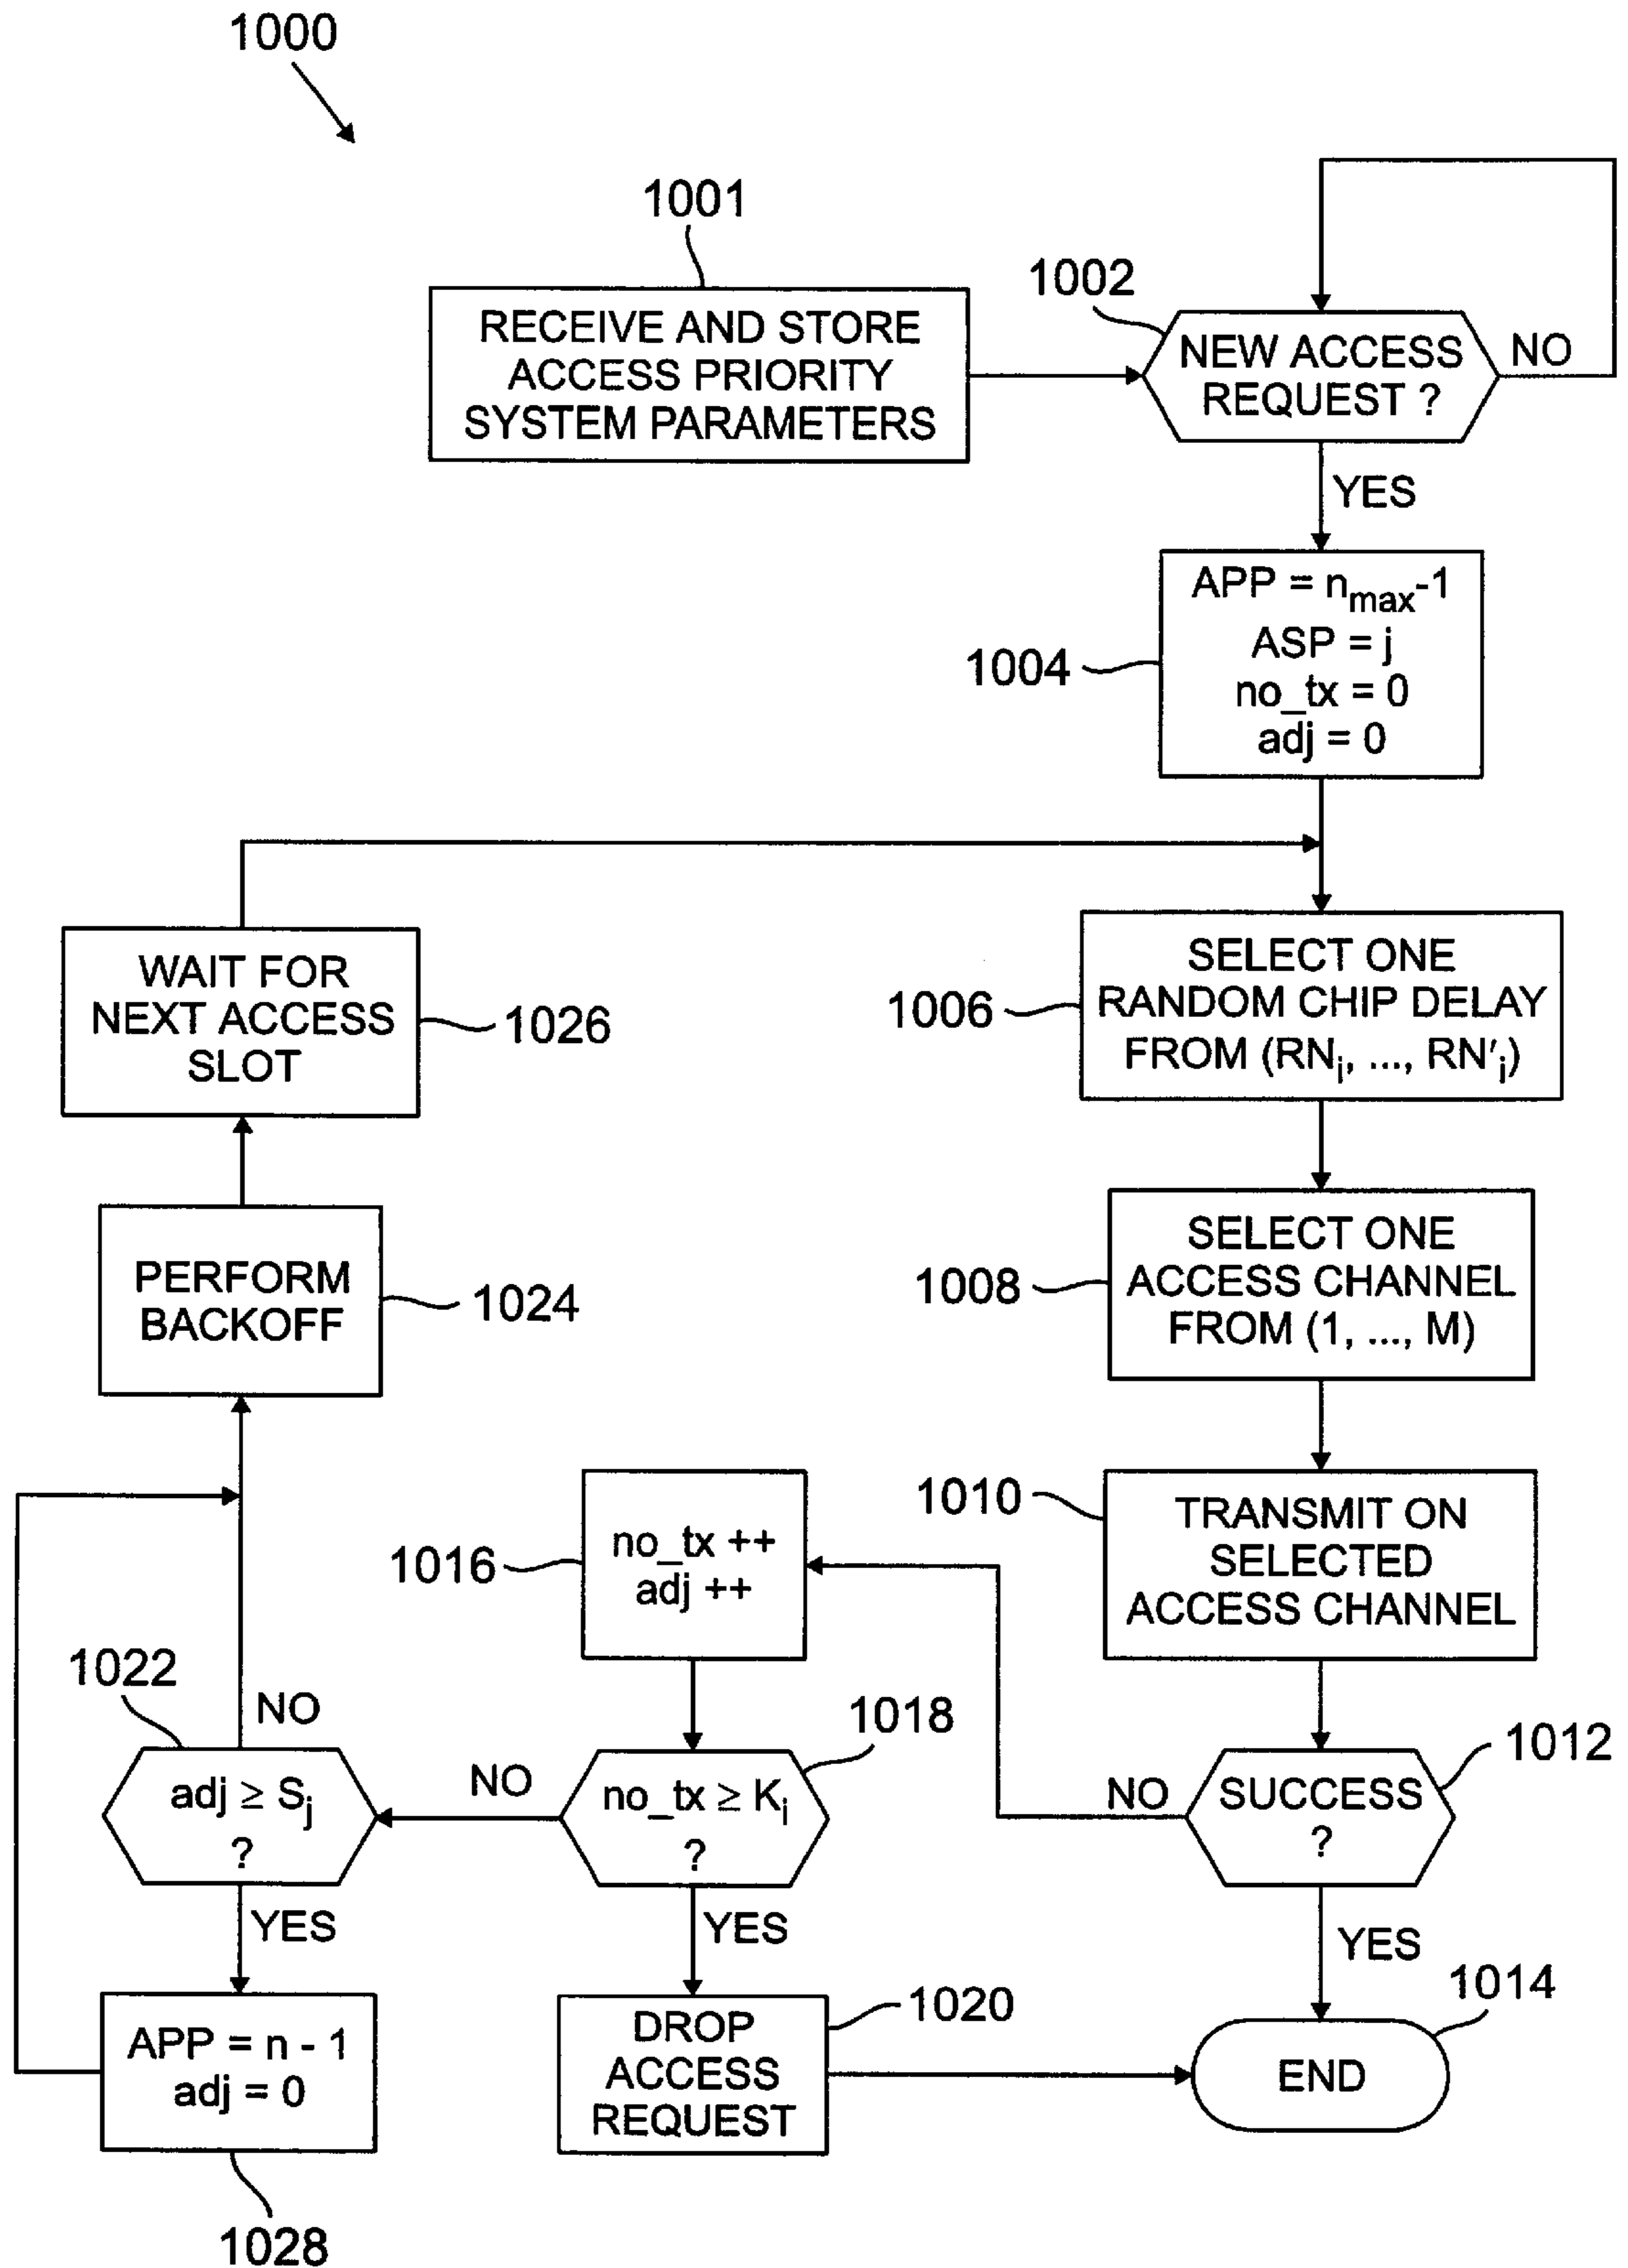 1000
1001
RECEIVE AND STORE
ACCESS PRIORITY
SYSTEM PARAMETERS
1002
NEW ACCESS
REQUEST ?
NO
YES
1004
APP = nmax-1
ASP = j
no_tx = 0
adj = 0
1006
SELECT ONE
RANDOM CHIP DELAY
FROM (RNi, ..., RN'i)
1008
SELECT ONE
ACCESS CHANNEL
FROM (1, ..., M)
1010
TRANSMIT ON
SELECTED
ACCESS CHANNEL
1012
SUCCESS
?
NO
YES
1014
END
1016
no_tx ++
adj ++
1018
no_tx ≥ Ki
?
NO
YES
1020
DROP
ACCESS
REQUEST
1022
adj ≥ Sj
?
NO
YES
1028
APP = n - 1
adj = 0
1024
PERFORM
BACKOFF
1026
WAIT FOR
NEXT ACCESS
SLOT